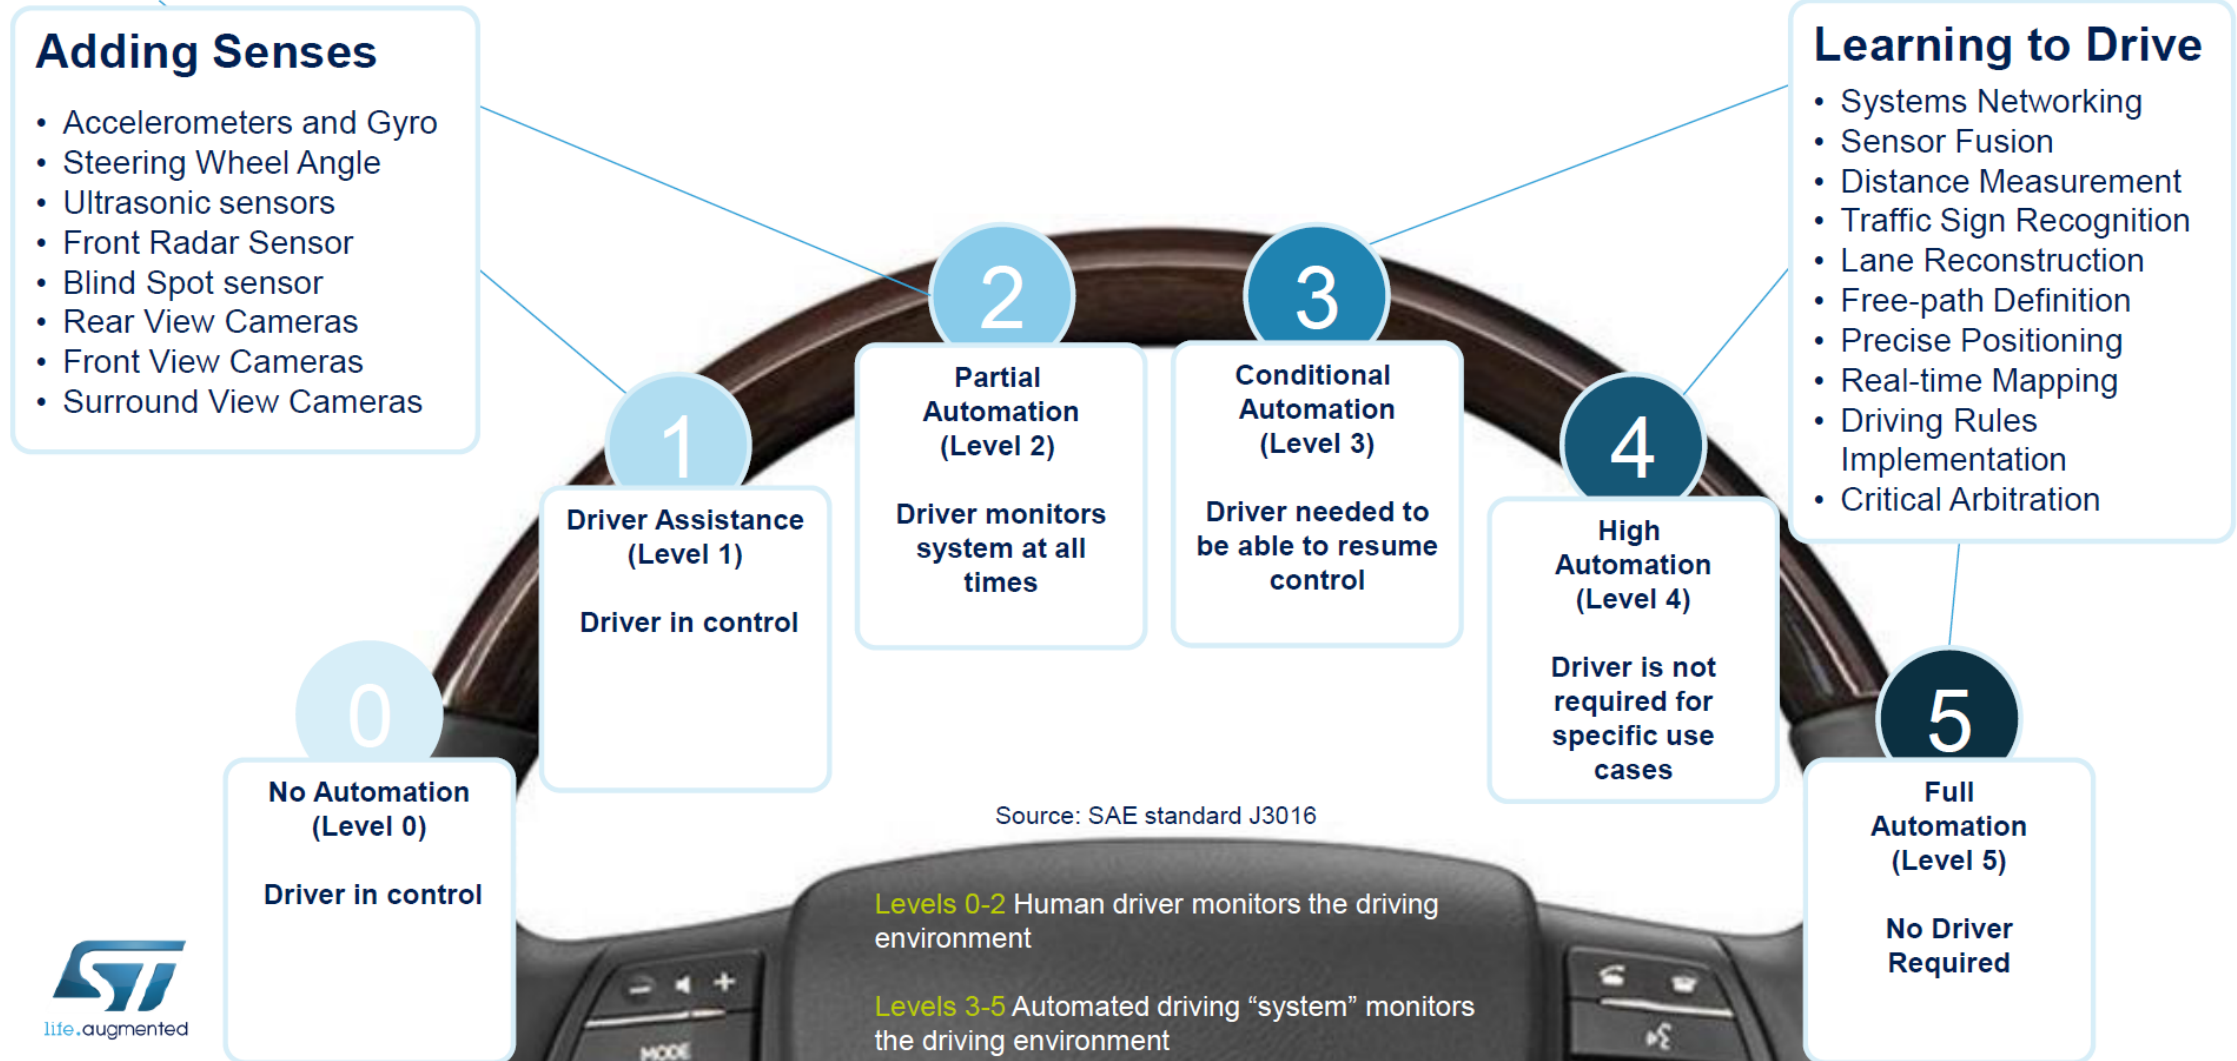 Adding Senses
• Accelerometers and Gyro
• Steering Wheel Angle
• Ultrasonic sensors
• Front Radar Sensor
• Blind Spot sensor
• Rear View Cameras
• Front View Cameras
• Surround View Cameras
Learning to Drive
• Systems Networking
• Sensor Fusion
• Distance Measurement
• Traffic Sign Recognition
• Lane Reconstruction
• Free-path Definition
• Precise Positioning
• Real-time Mapping
• Driving Rules
Implementation
• Critical Arbitration
0
No Automation
(Level 0)
Driver in control
1
Driver Assistance
(Level 1)
Driver in control
2
Partial
Automation
(Level 2)
Driver monitors
system at all
times
3
Conditional
Automation
(Level 3)
Driver needed to
be able to resume
control
4
High
Automation
(Level 4)
Driver is not
required for
specific use
cases
5
Full
Automation
(Level 5)
No Driver
Required
Source: SAE standard J3016
Levels 0-2 Human driver monitors the driving
environment
Levels 3-5 Automated driving “system” monitors
the driving environment
MODE
ST
life.augmented